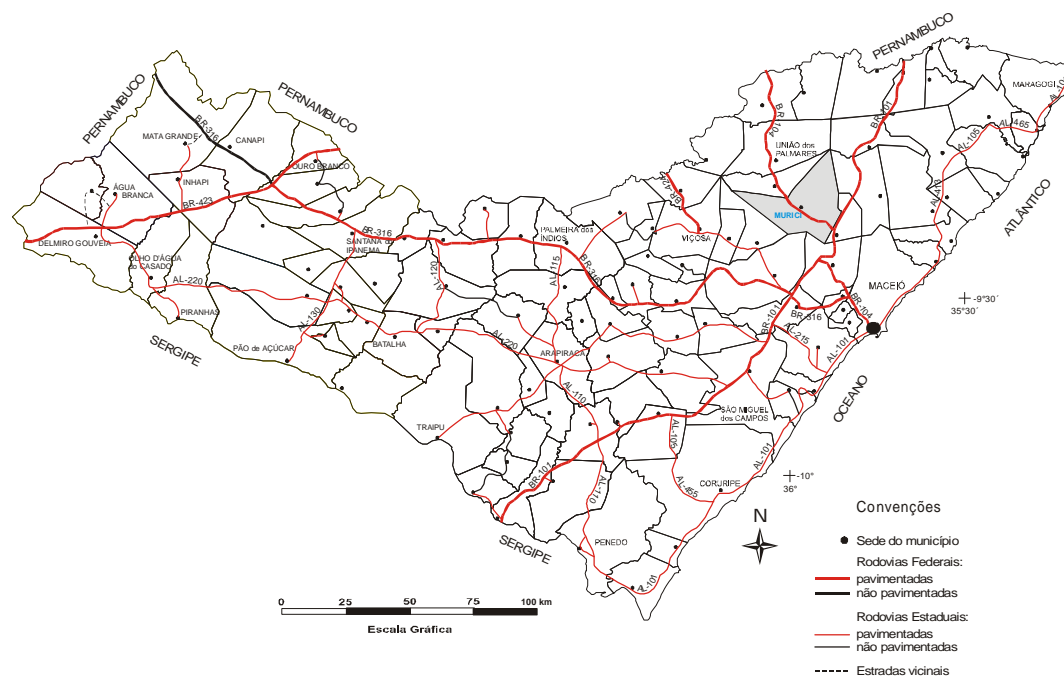 PERNAMBUCO
MARAGOGI
AL-101
PERNAMBUCO
PERNAMBUCO
BR-316
MATA GRANDE
CANAPI
OURO BRANCO
BR-104
BR-101
AL-465
AL-105
UNIÃO dos
PALMARES
ÁGUA
BRANCA
INHAPI
BR-423
MURICI
AL-413
ATLÂNTICO
DELMIRO GOUVEIA
OLHO D'ÁGUA
do CASADO
BR-316
SANTANA do
IPANEMA
PALMEIRA dos
ÍNDIOS
VIÇOSA
AL-220
AL-120
AL-115
BR-316
MACEIÓ
-9°30´
35°30´
PIRANHAS
AL-130
BR-101
BR-316
BR-104
SERGIPE
PÃO de AÇÚCAR
BATALHA
AL-220
ARAPIRACA
AL-215
AL-101
AL-110
OCEANO
TRAIPU
SÃO MIGUEL
dos CAMPOS
AL-105
AL-101
BR-101
AL-110
AL-455
CORURIPE
-10°
36°
SERGIPE
PENEDO
AL-101
N
0 25 50 75 100 km
Escala Gráfica
Convenções
Sede do município
Rodovias Federais:
pavimentadas
não pavimentadas
Rodovias Estaduais:
pavimentadas
não pavimentadas
Estradas vicinais